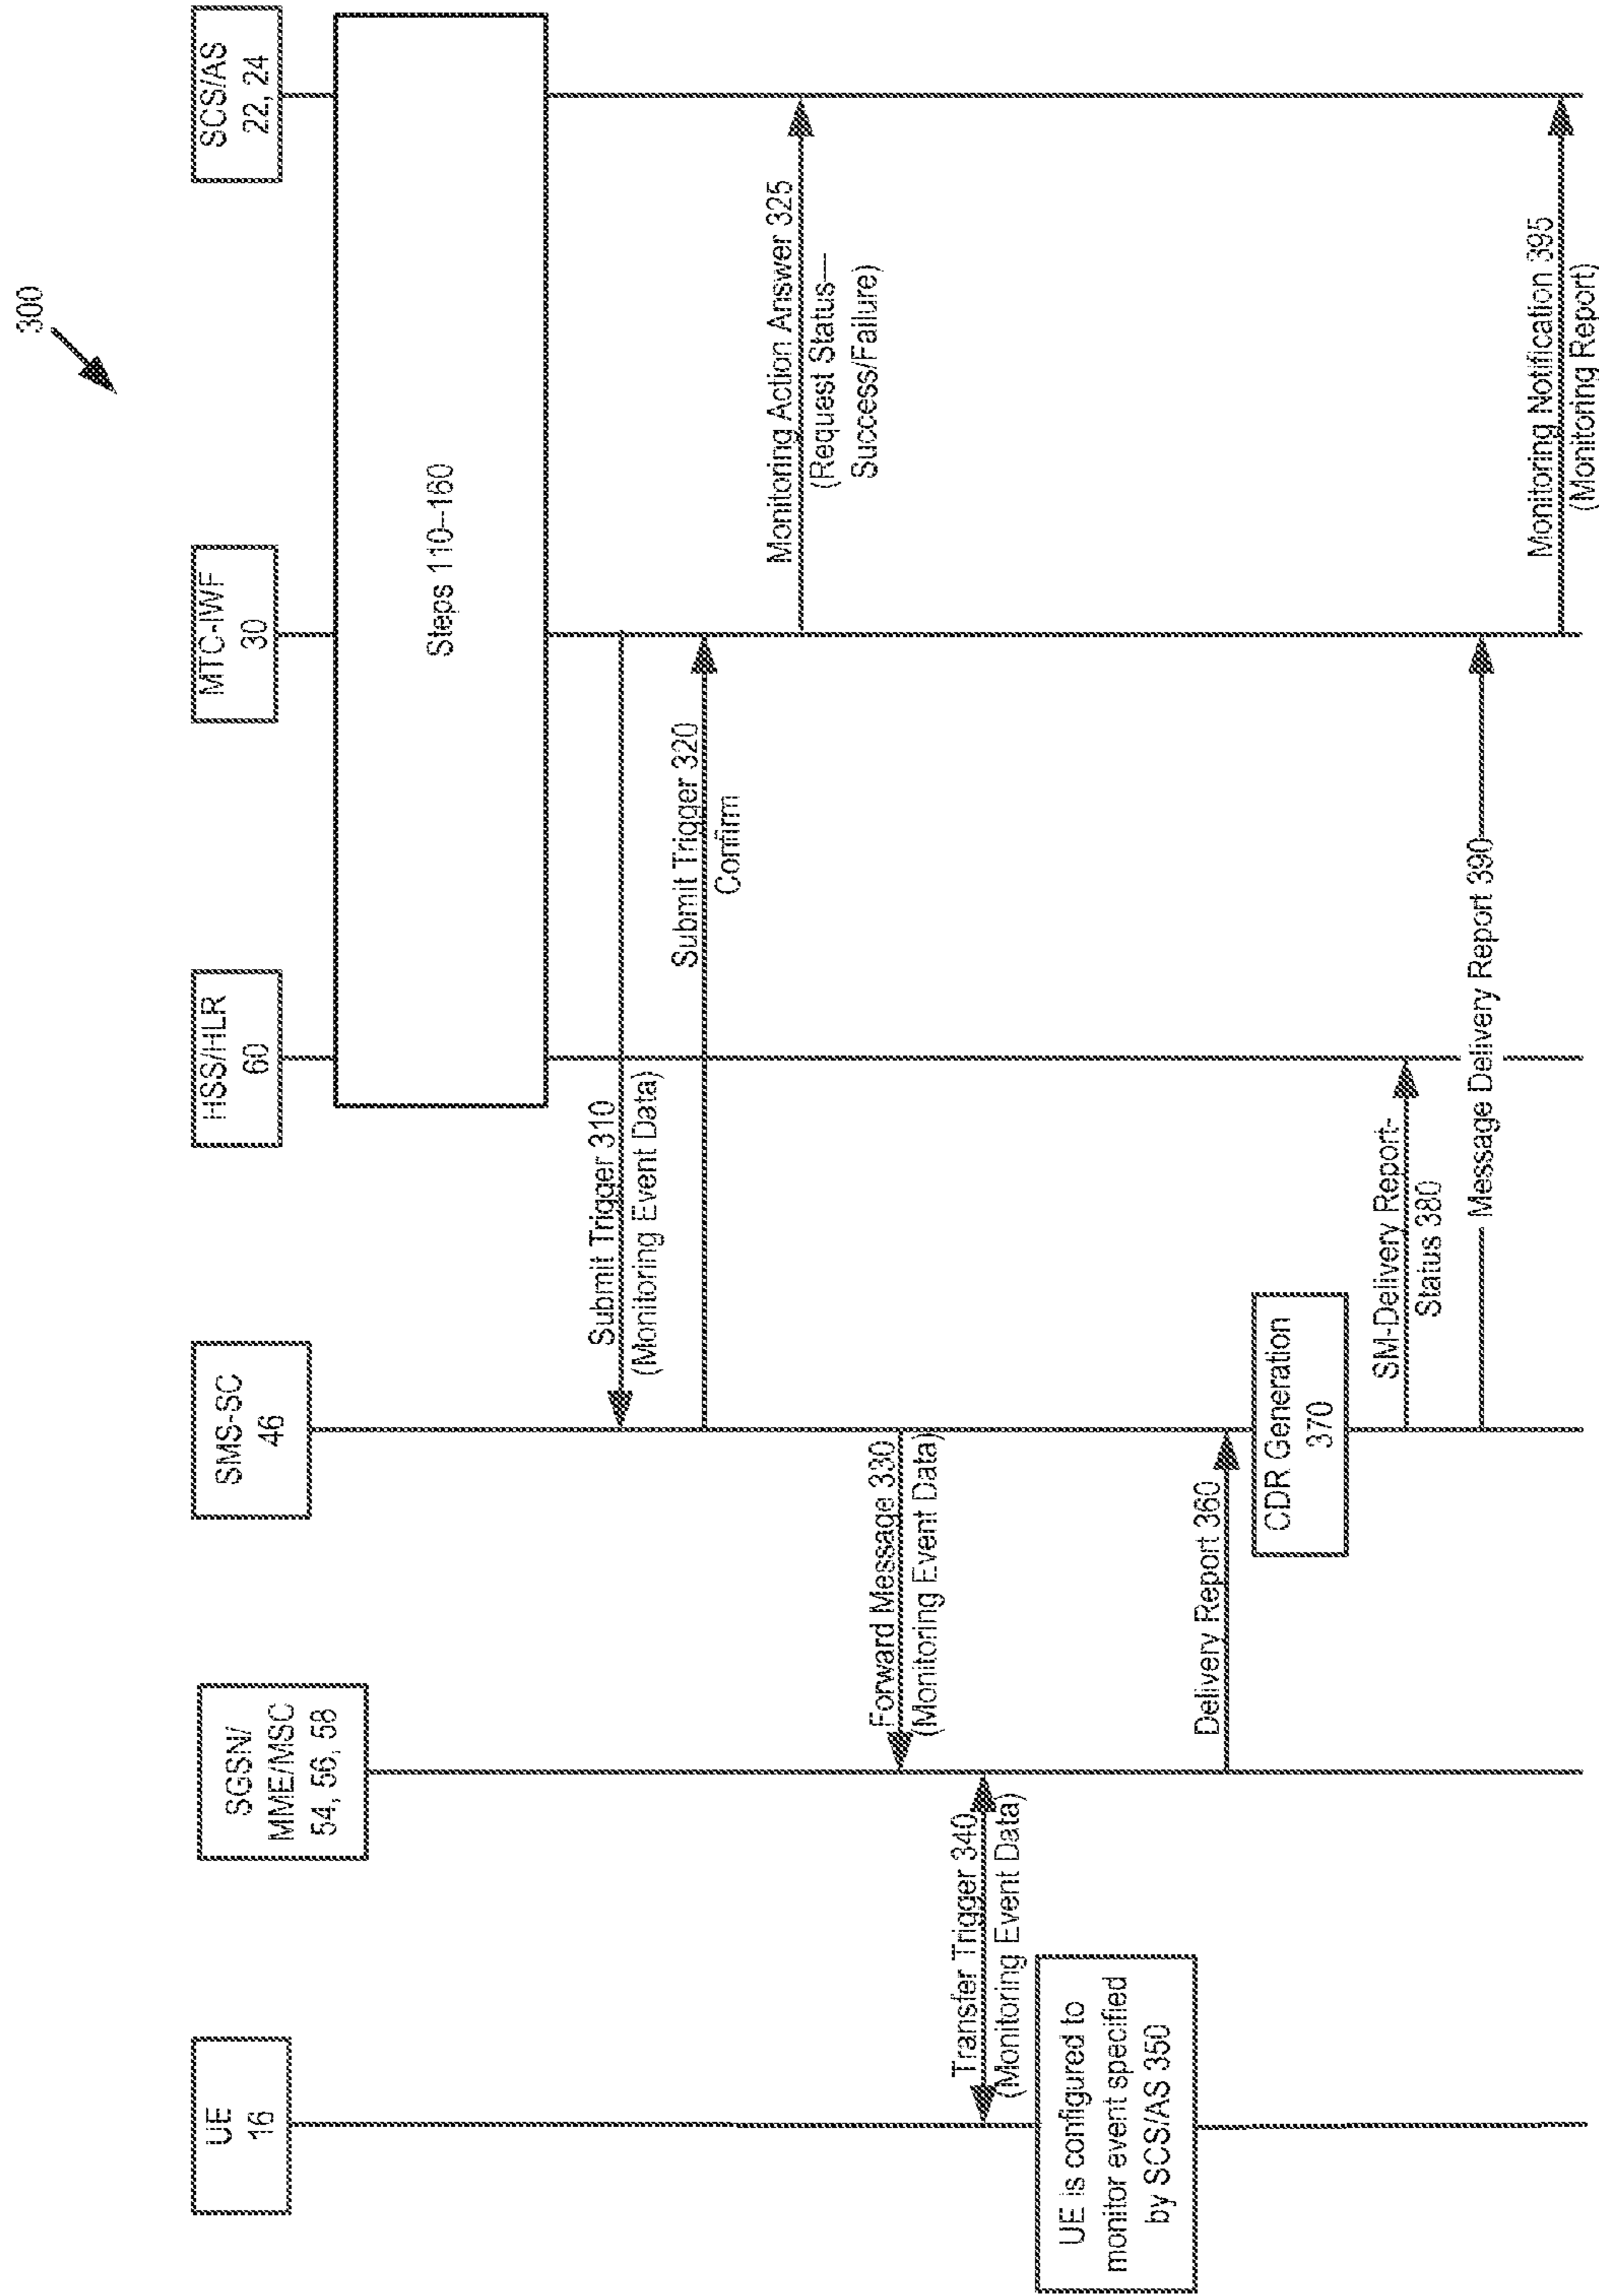 300
UE
16
SGSN/
MME/MSC
54, 56, 58
SMS-SC
46
HSS/HLR
60
MTC-IWF
30
SCS/AS
22, 24
Steps 110–160
Submit Trigger 310
(Monitoring Event Data)
Submit Trigger 320
Confirm
Monitoring Action Answer 325
(Request Status—
Success/Failure)
Forward Message 330
(Monitoring Event Data)
Transfer Trigger 340
(Monitoring Event Data)
UE is configured to
monitor event specified
by SCS/AS 350
Delivery Report 360
CDR Generation
370
SM-Delivery Report-
Status 380
Message Delivery Report 390
Monitoring Notification 395
(Monitoring Report)